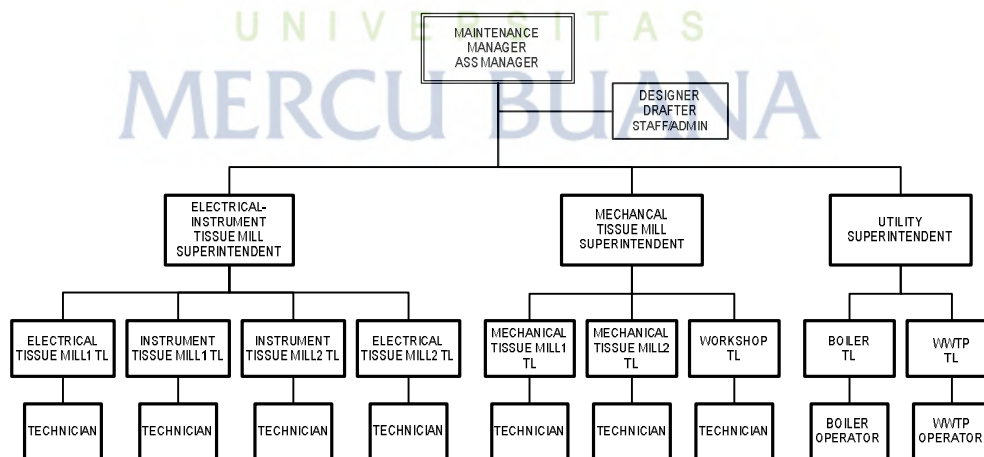 UNIVERSITAS
MERCU BUANA
MAINTENANCE
MANAGER
ASS MANAGER
DESIGNER
DRAFTER
STAFF/ADMIN
ELECTRICAL-
INSTRUMENT
TISSUE MILL
SUPERINTENDENT
MECHANCAL
TISSUE MILL
SUPERINTENDENT
UTILITY
SUPERINTENDENT
ELECTRICAL
TISSUE MILL1 TL
INSTRUMENT
TISSUE MILL1 TL
INSTRUMENT
TISSUE MILL2 TL
ELECTRICAL
TISSUE MILL2 TL
MECHANICAL
TISSUE MILL1
TL
MECHANICAL
TISSUE MILL2
TL
WORKSHOP
TL
BOILER
TL
WWTP
TL
TECHNICIAN
TECHNICIAN
TECHNICIAN
TECHNICIAN
TECHNICIAN
TECHNICIAN
TECHNICIAN
BOILER
OPERATOR
WWTP
OPERATOR